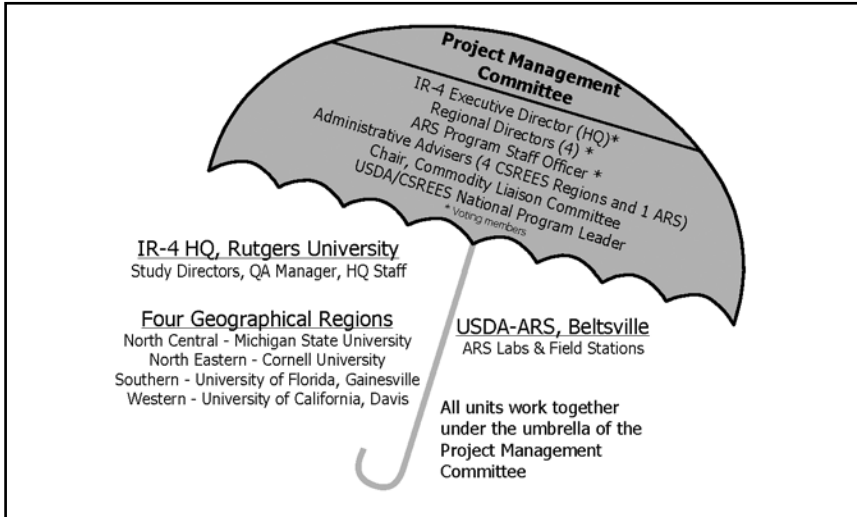 Project Management
Committee
IR-4 Executive Director (HQ)*
Regional Directors (4) *
ARS Program Staff Officer *
Administrative Advisers (4 CSREES Regions and 1 ARS)
Chair, Commodity Liaison Committee
USDA/CSREES National Program Leader
* Voting members
IR-4 HQ, Rutgers University
Study Directors, QA Manager, HQ Staff
Four Geographical Regions
North Central - Michigan State University
North Eastern - Cornell University
Southern - University of Florida, Gainesville
Western - University of California, Davis
USDA-ARS, Beltsville
ARS Labs & Field Stations
All units work together
under the umbrella of the
Project Management
Committee